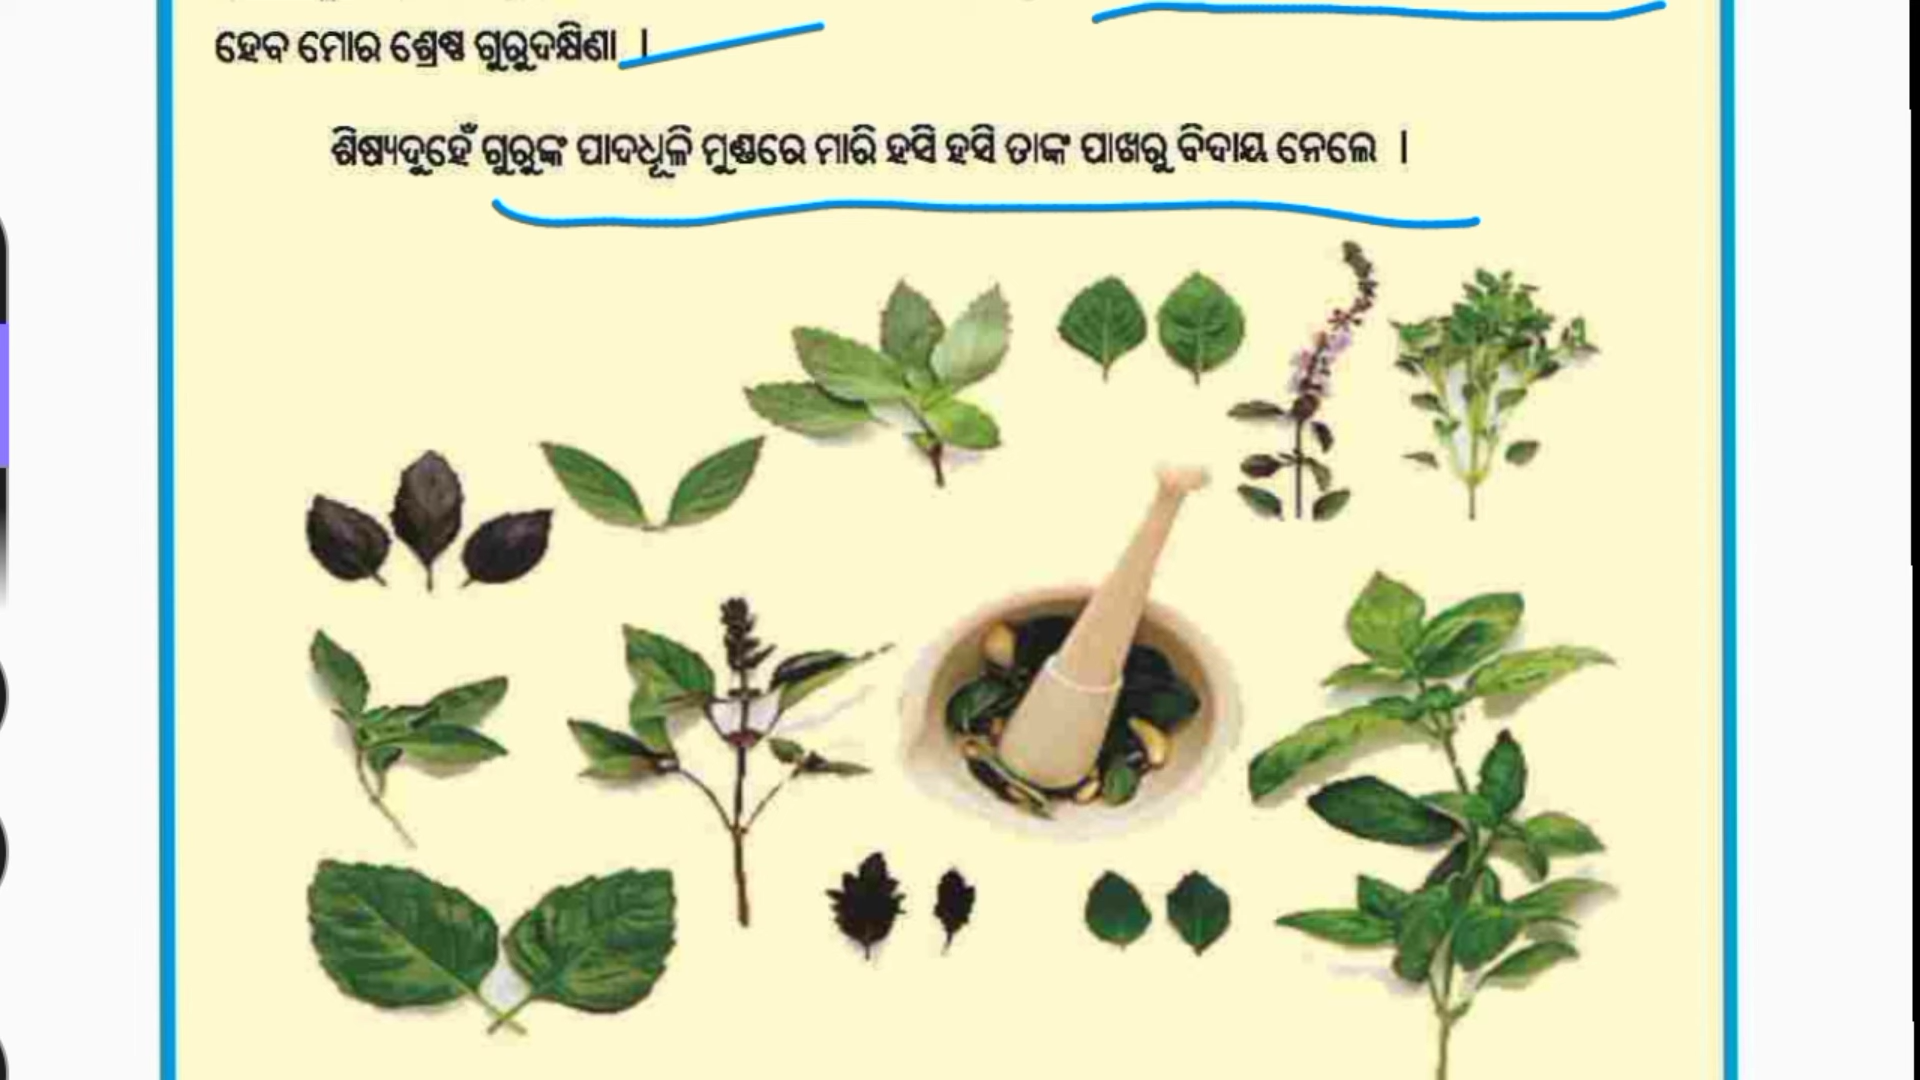 ହେବ ମୋର ଶ୍ରେଷ୍ଠ ଗୁରୁଦକ୍ଷିଣା ।
ଶିଷ୍ୟଦୁହେଁ ଗୁରୁଙ୍କ ପାଦଧୂଳି ମୁଣ୍ଡରେ ମାରି ହସି ହସି ତାଙ୍କ ପାଖରୁ ବିଦାୟ ନେଲେ ।